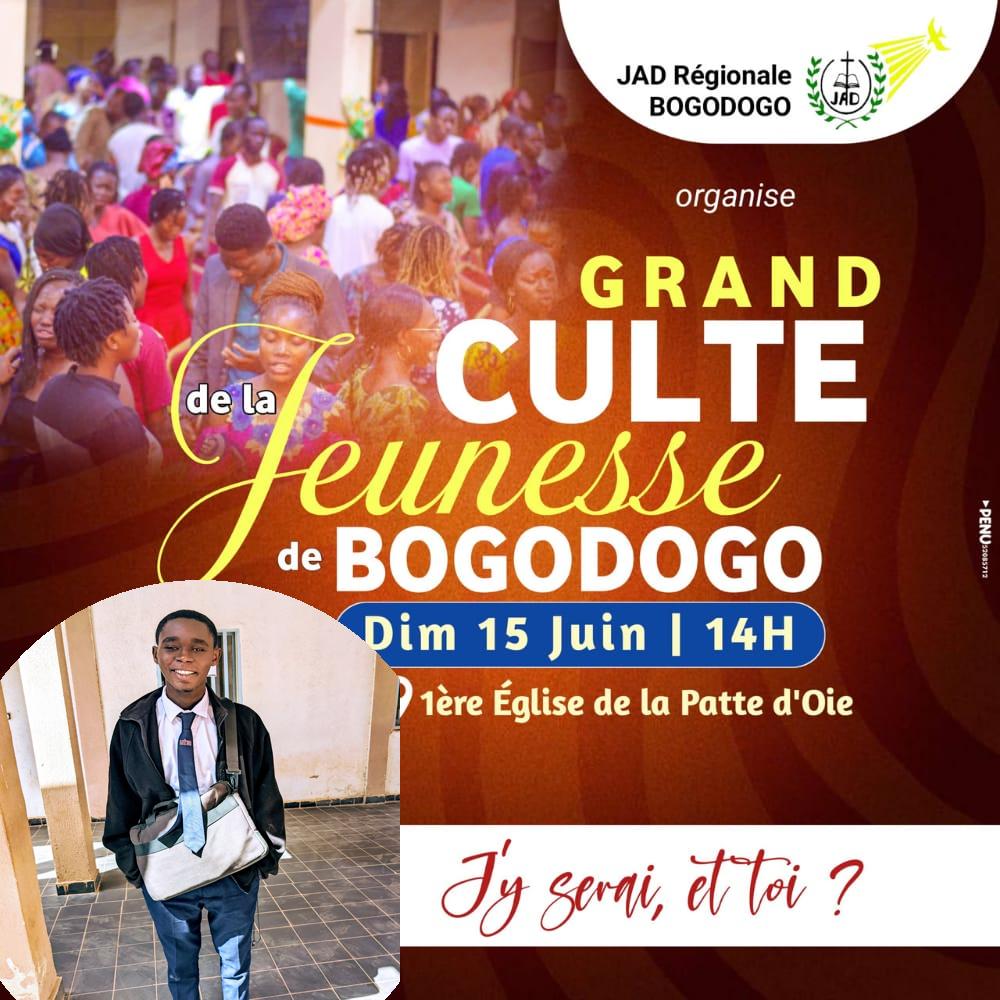 JAD Régionale
BOGODOGO
JAD
organise
GRAND
CULTE
de la
Jeunesse
de BOGODOGO
Dim 15 Juin | 14H
1ère Église de la Patte d'Oie
J'y serai, et toi ?
PENU